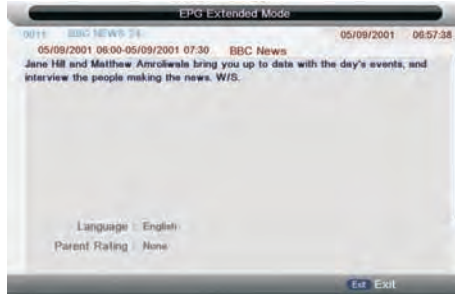 EPG Extended Mode
0011 BBC NEWS 24 05/09/2001 06:57:38
05/09/2001 06:00-05/09/2001 07:30 BBC News
Jane Hill and Matthew Amroliwala bring you up to date with the day's events, and
interview the people making the news. W/S.
Language : English
Parent Rating : None
Exit Exit